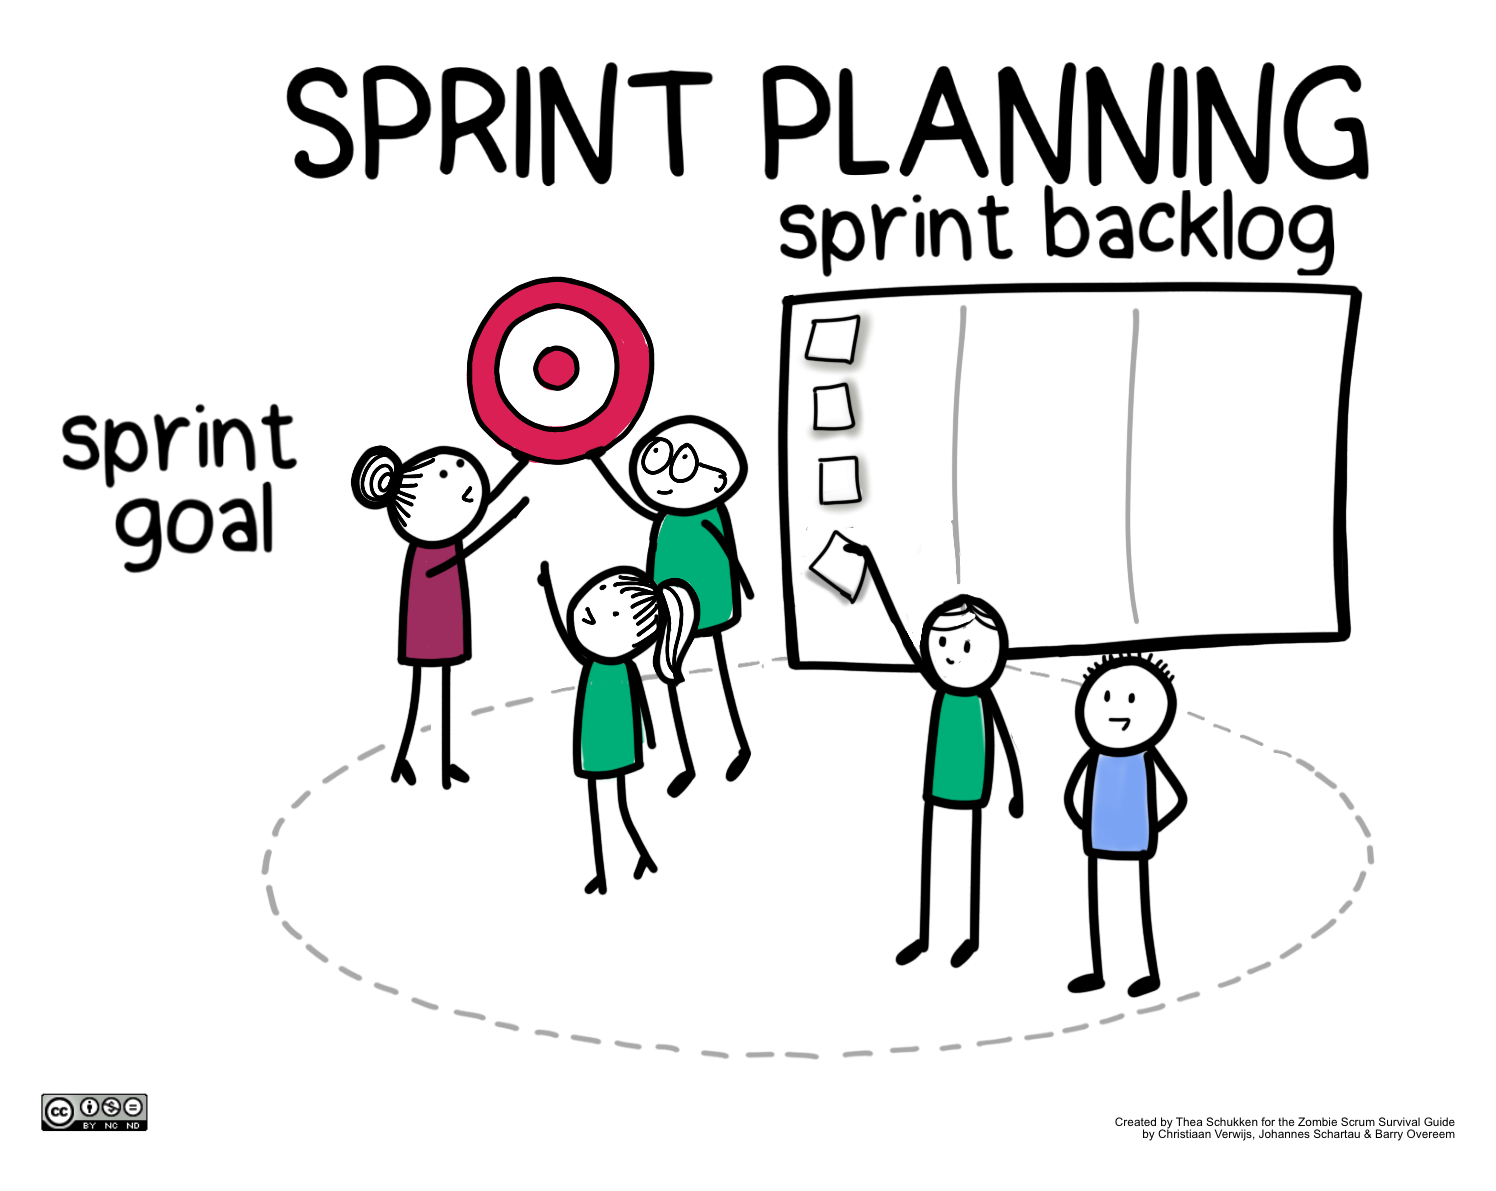 SPRINT PLANNING
sprint backlog
sprint
goal
cc BY NC ND
Created by Thea Schukken for the Zombie Scrum Survival Guide
by Christiaan Verwijs, Johannes Schartau & Barry Overeem